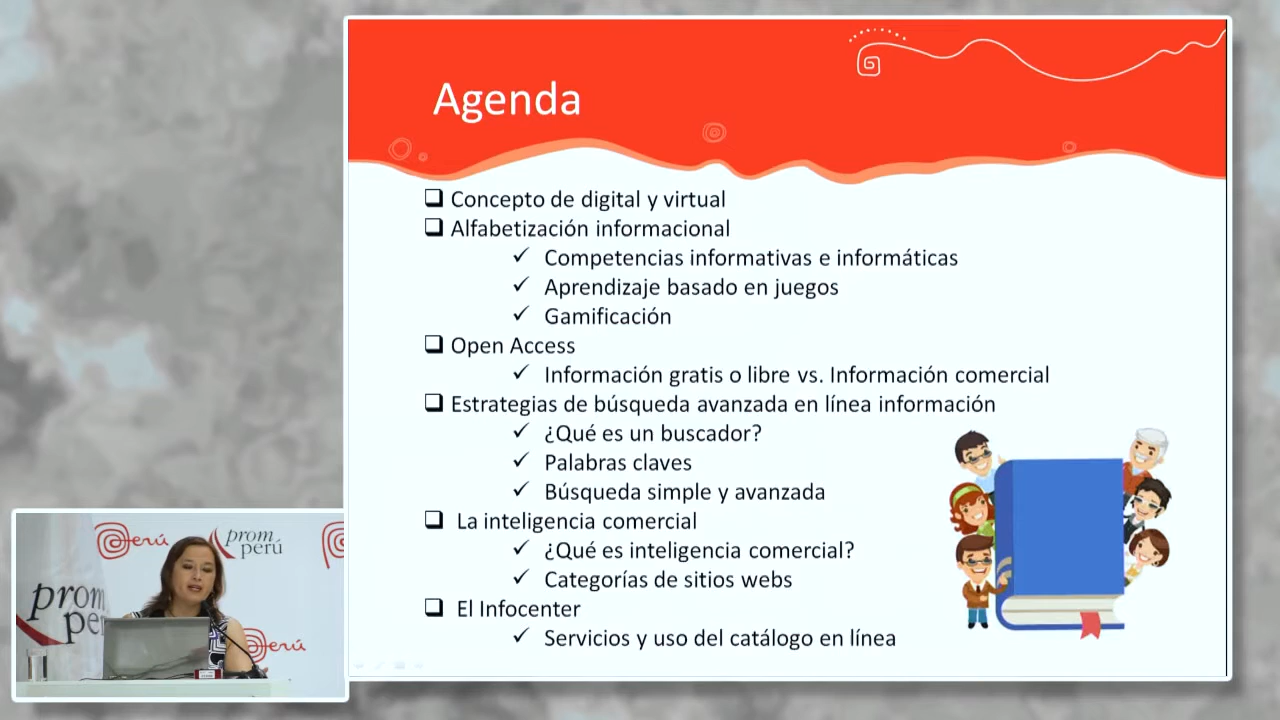 Agenda
Concepto de digital y virtual
Alfabetización informacional
Competencias informativas e informáticas
Aprendizaje basado en juegos
Gamificación
Open Access
Información gratis o libre vs. Información comercial
Estrategias de búsqueda avanzada en línea información
¿Qué es un buscador?
Palabras claves
Búsqueda simple y avanzada
La inteligencia comercial
¿Qué es inteligencia comercial?
Categorías de sitios webs
El Infocenter
Servicios y uso del catálogo en línea
Perú
prom
perú
prom
pe
Perú